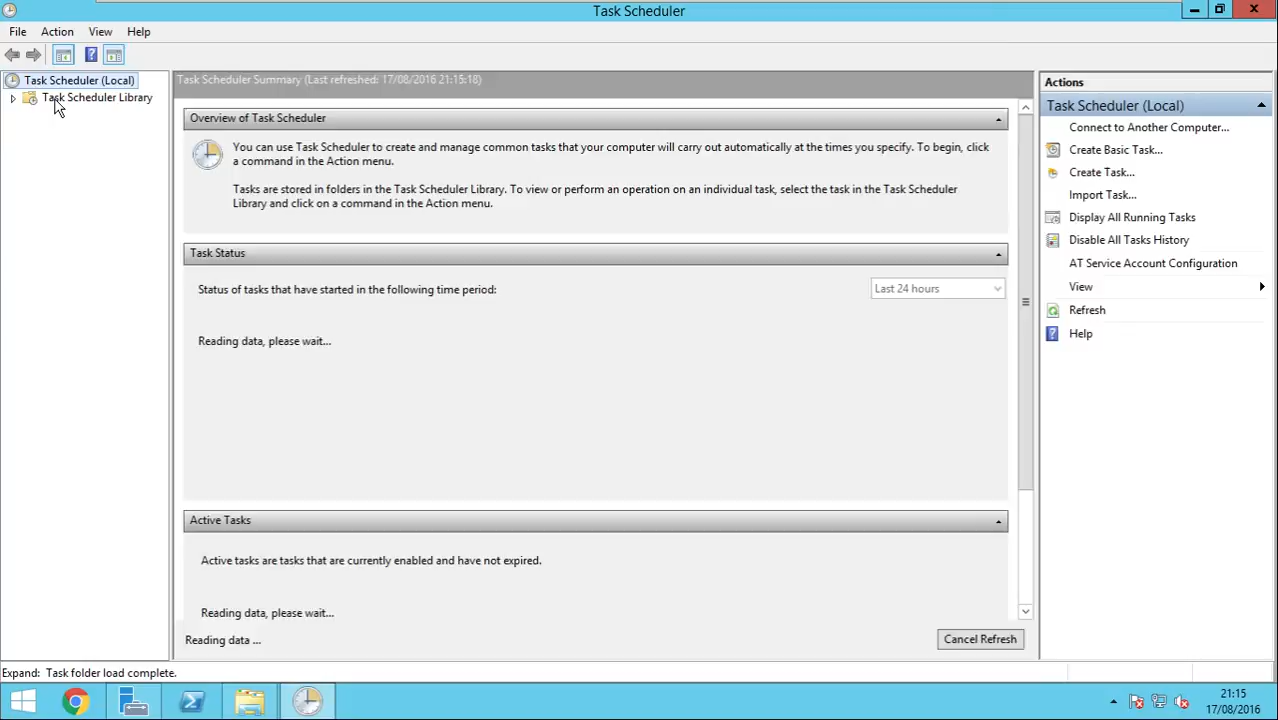 Task Scheduler
File Action View Help
Task Scheduler (Local)
Task Scheduler Library
Task Scheduler Summary (Last refreshed: 17/08/2016 21:15:18)
Overview of Task Scheduler
You can use Task Scheduler to create and manage common tasks that your computer will carry out automatically at the times you specify. To begin, click
a command in the Action menu.
Tasks are stored in folders in the Task Scheduler Library. To view or perform an operation on an individual task, select the task in the Task Scheduler
Library and click on a command in the Action menu.
Task Status
Status of tasks that have started in the following time period:
Last 24 hours
Reading data, please wait...
Active Tasks
Active tasks are tasks that are currently enabled and have not expired.
Reading data, please wait...
Reading data ...
Cancel Refresh
Actions
Task Scheduler (Local)
Connect to Another Computer...
Create Basic Task...
Create Task...
Import Task...
Display All Running Tasks
Disable All Tasks History
AT Service Account Configuration
View
Refresh
Help
Expand: Task folder load complete.
21:15
17/08/2016